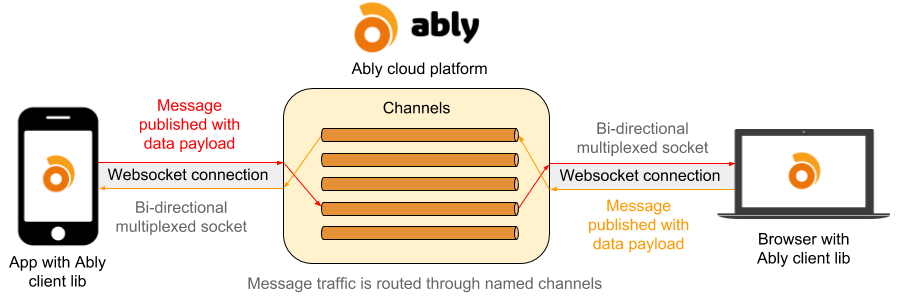 ably
Ably cloud platform
Channels
Message
published with
data payload
Websocket connection
Bi-directional
multiplexed socket
App with Ably
client lib
Bi-directional
multiplexed socket
Websocket connection
Message
published with
data payload
Browser with
Ably client lib
Message traffic is routed through named channels